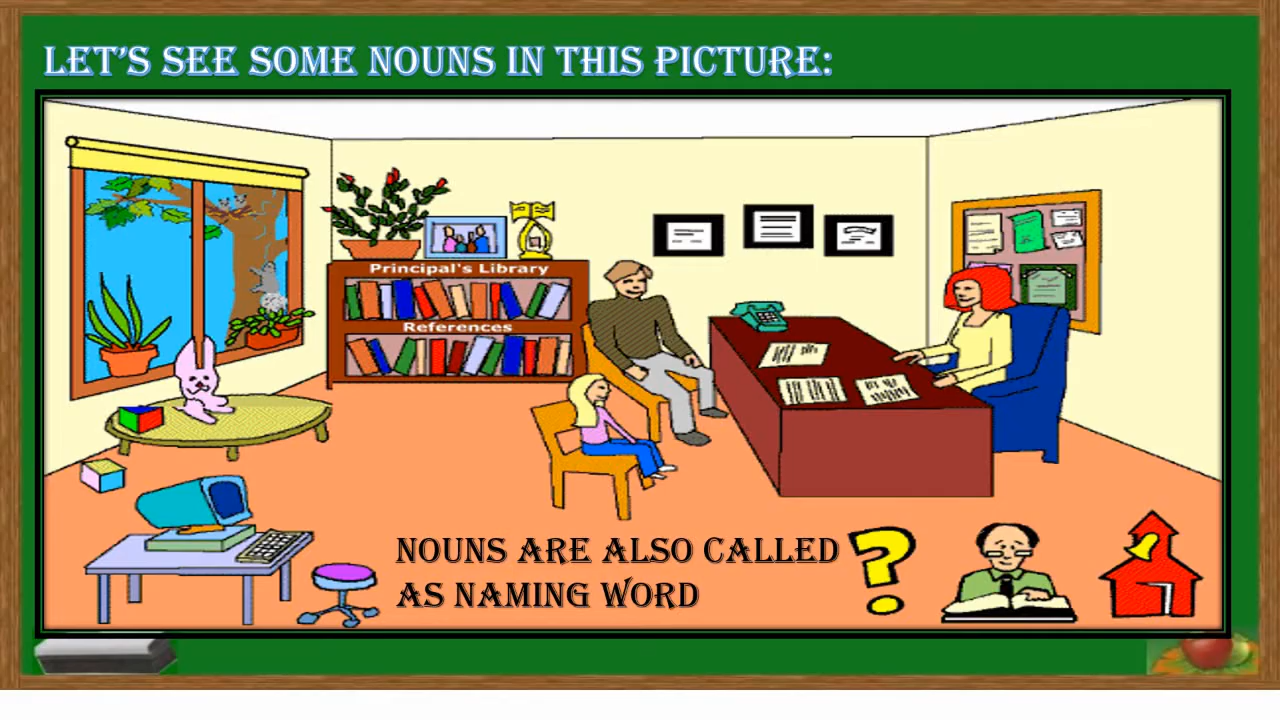 LET'S SEE SOME NOUNS IN THIS PICTURE:
Principal's Library
References
NOUNS ARE ALSO CALLED
AS NAMING WORD